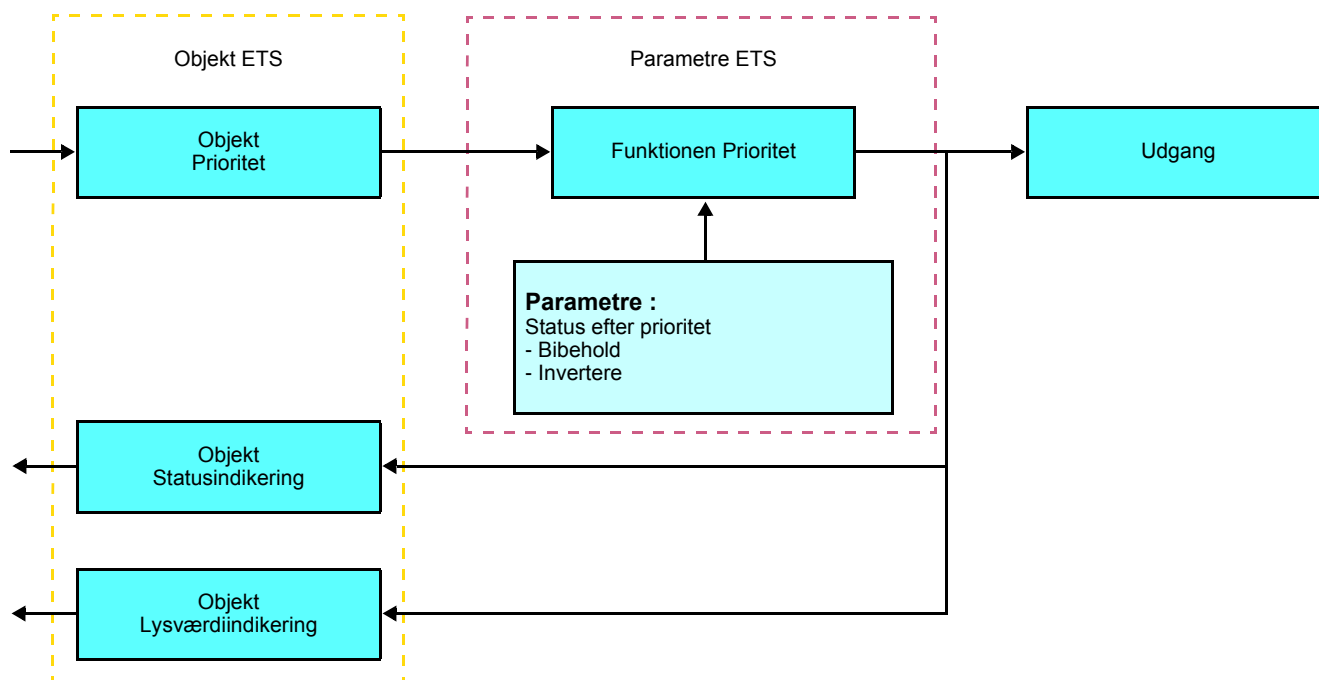 Objekt ETS
Parametre ETS
Objekt
Prioritet
Funktionen Prioritet
Udgang
Parametre :
Status efter prioritet
- Bibehold
- Invertere
Objekt
Statusindikering
Objekt
Lysværdiindikering